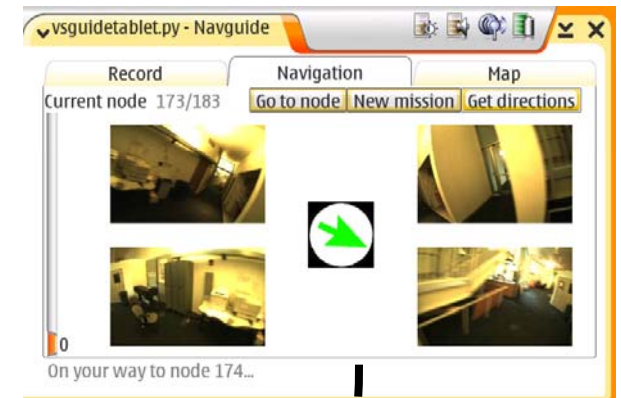 vsguidetablet.py - Navguide
Record Navigation Map
Current node 173/183 Go to node New mission Get directions
0
On your way to node 174...